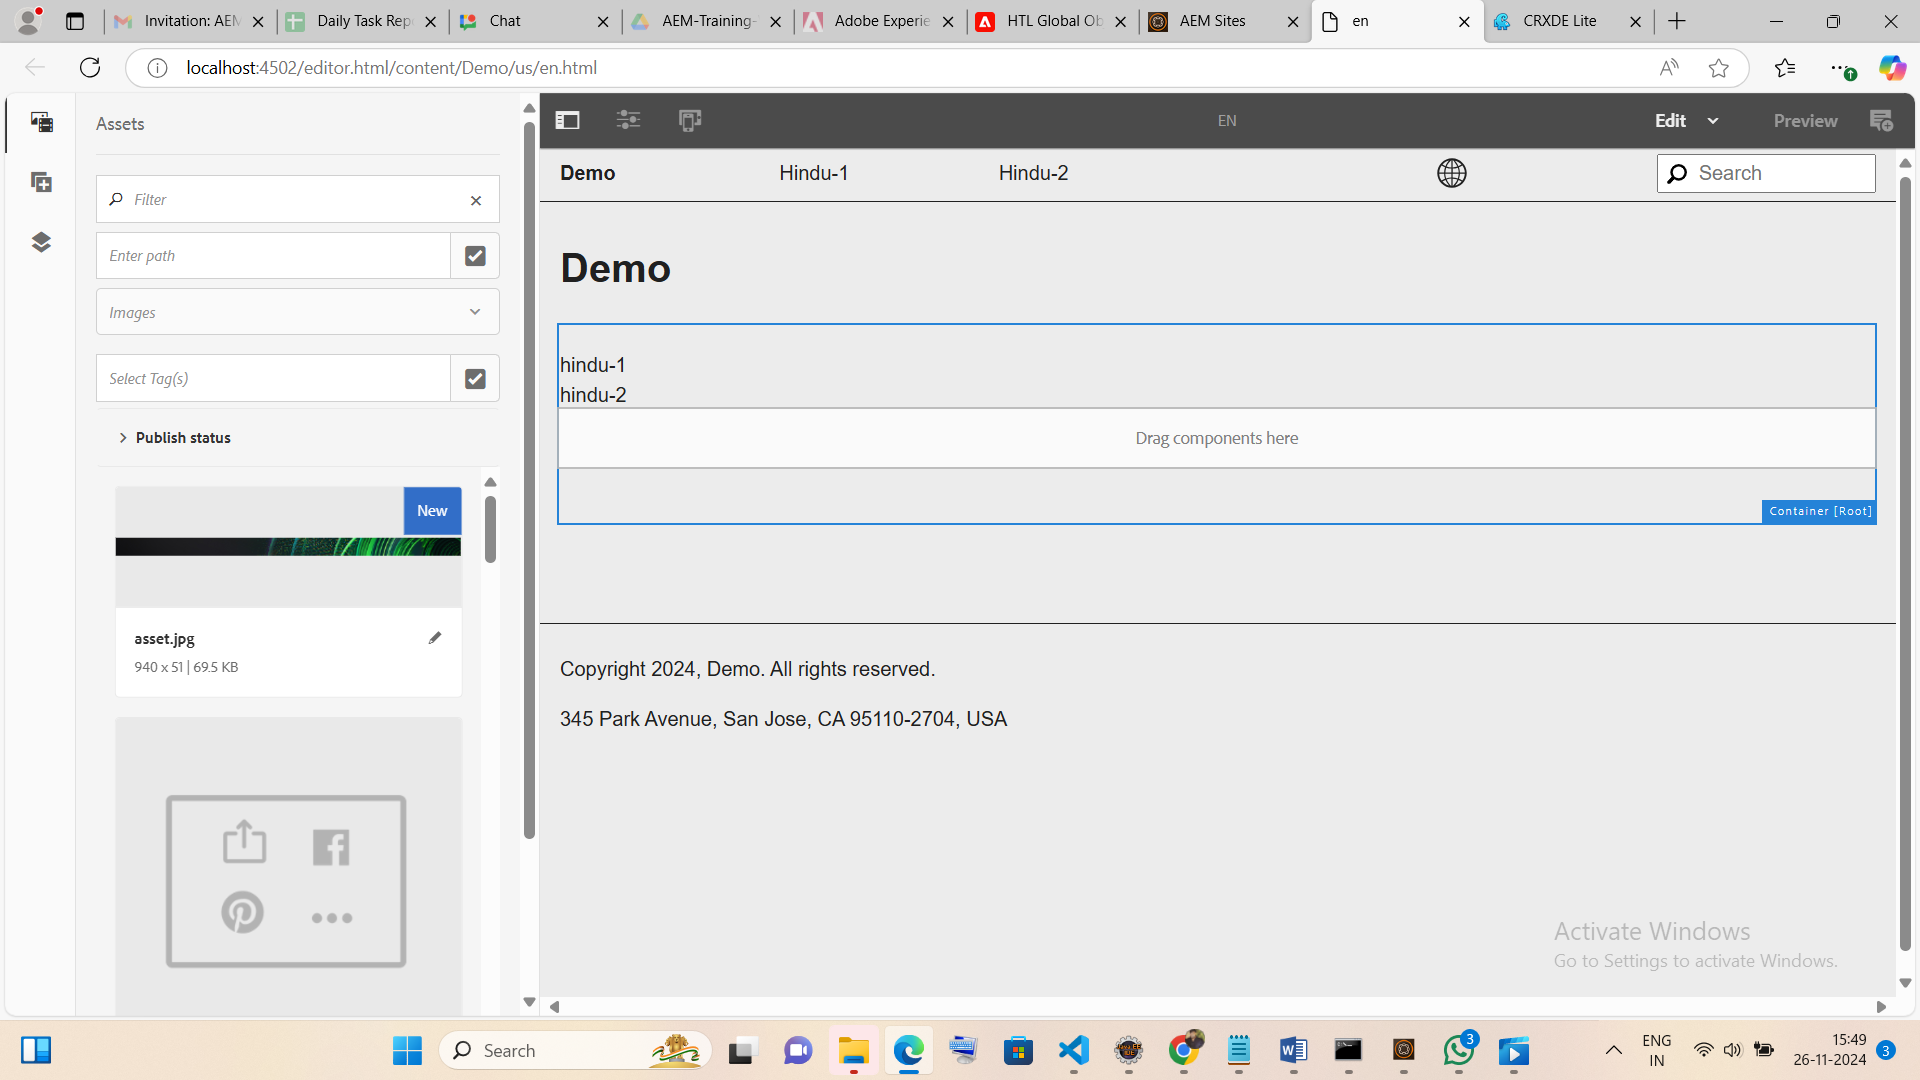 Invitation: AEM
Daily Task Rep
Chat
AEM-Training-
Adobe Experie
HTL Global Ob
AEM Sites
en
CRXDE Lite
localhost:4502/editor.html/content/Demo/us/en.html
Assets
Filter
Enter path
Images
Select Tag(s)
Publish status
New
asset.jpg
940 x 51 | 69.5 KB
EN
Edit
Preview
Demo
Hindu-1
Hindu-2
Search
Demo
hindu-1
hindu-2
Drag components here
Container [Root]
Copyright 2024, Demo. All rights reserved.
345 Park Avenue, San Jose, CA 95110-2704, USA
Activate Windows
Go to Settings to activate Windows.
Search
3
ENG
IN
15:49
26-11-2024
3